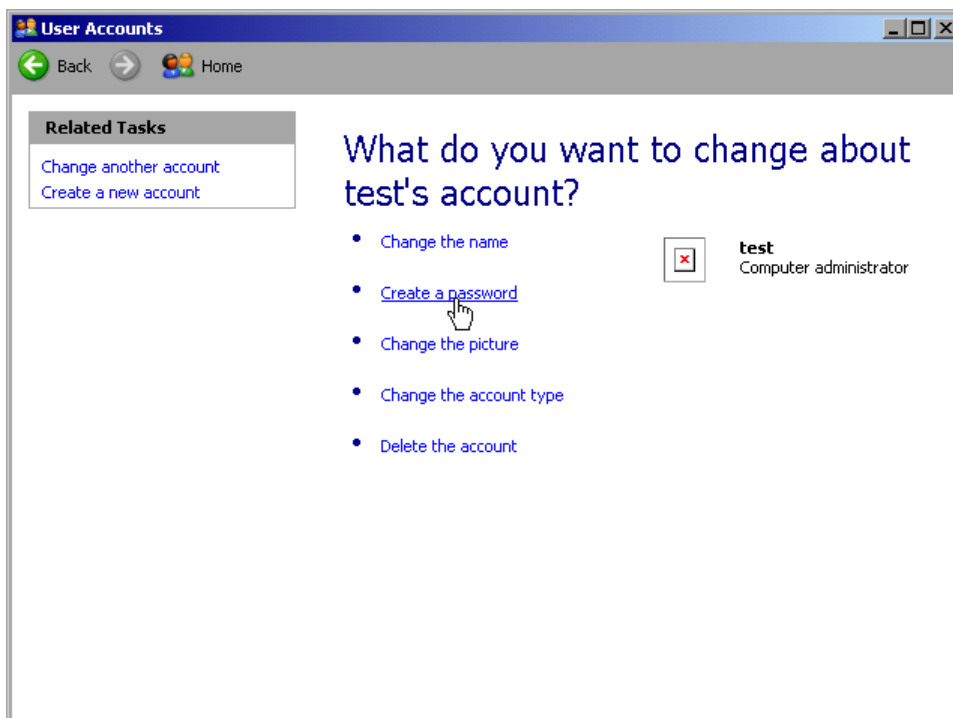 User Accounts
Back Home
Related Tasks
Change another account
Create a new account
What do you want to change about
test's account?
Change the name
Create a password
Change the picture
Change the account type
Delete the account
test
Computer administrator